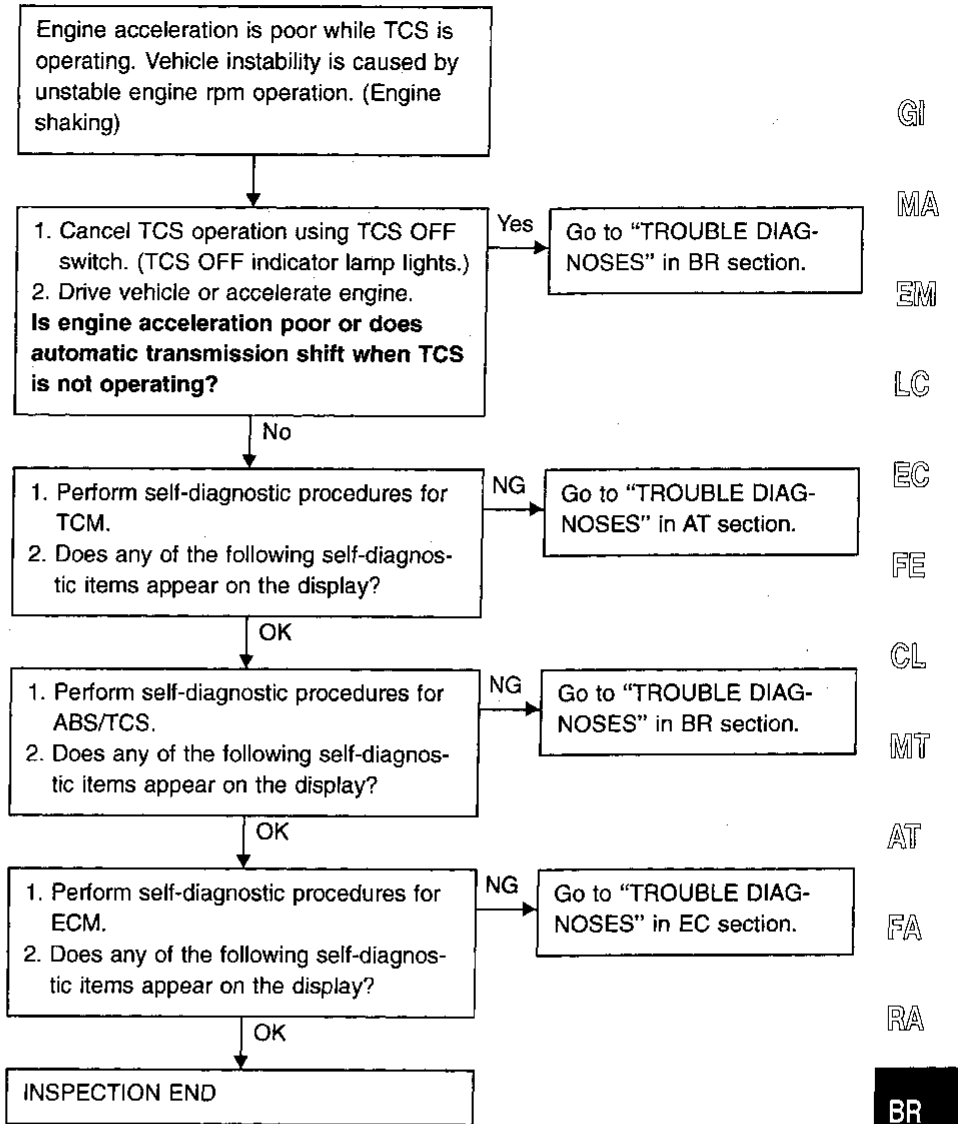 Engine acceleration is poor while TCS is
operating. Vehicle instability is caused by
unstable engine rpm operation. (Engine
shaking)
1. Cancel TCS operation using TCS OFF
switch. (TCS OFF indicator lamp lights.)
2. Drive vehicle or accelerate engine.
Is engine acceleration poor or does
automatic transmission shift when TCS
is not operating?
Yes
Go to “TROUBLE DIAG-
NOSES” in BR section.
No
1. Perform self-diagnostic procedures for
TCM.
2. Does any of the following self-diagnos-
tic items appear on the display?
NG
Go to “TROUBLE DIAG-
NOSES” in AT section.
OK
1. Perform self-diagnostic procedures for
ABS/TCS.
2. Does any of the following self-diagnos-
tic items appear on the display?
NG
Go to “TROUBLE DIAG-
NOSES” in BR section.
OK
1. Perform self-diagnostic procedures for
ECM.
2. Does any of the following self-diagnos-
tic items appear on the display?
NG
Go to “TROUBLE DIAG-
NOSES” in EC section.
OK
INSPECTION END
GI
MA
EM
LC
EC
FE
CL
MT
AT
FA
RA
BR